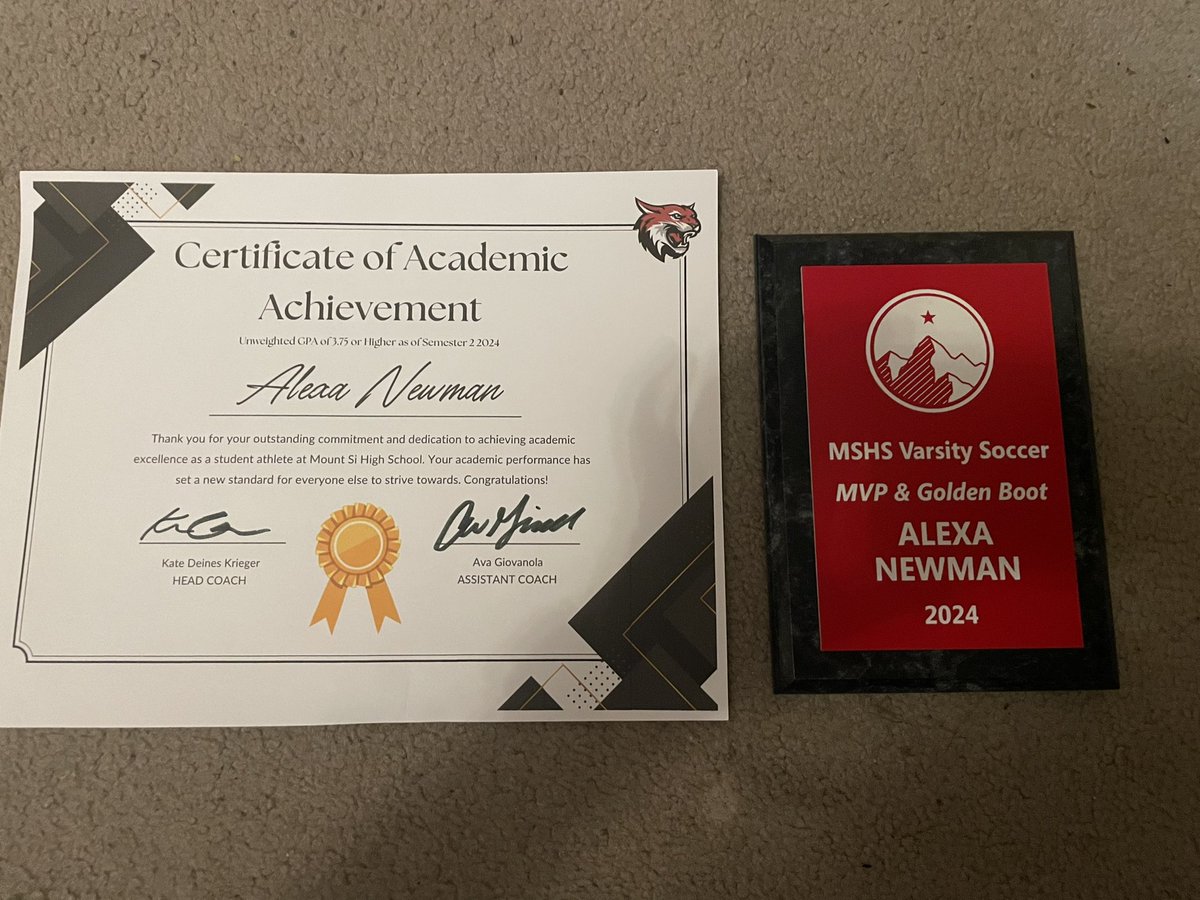 Certificate of Academic
Achievement
Unweighted GPA of 3.75 or Higher as of Semester 2 2024
Alexa Newman
Thank you for your outstanding commitment and dedication to achieving academic
excellence as a student athlete at Mount Si High School. Your academic performance has
set a new standard for everyone else to strive towards. Congratulations!
Kate Deines Krieger
HEAD COACH
Ava Giovanola
ASSISTANT COACH
MSHS Varsity Soccer
MVP & Golden Boot
ALEXA
NEWMAN
2024